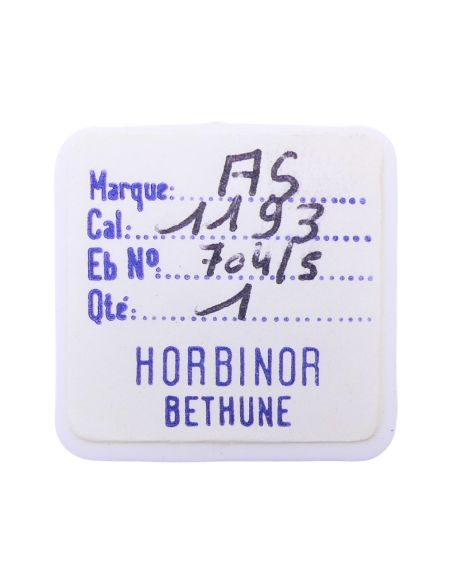 Marque: AS
Cal: 1193
Eb Nº 704/5
Qté: 1
HORBINOR
BETHUNE